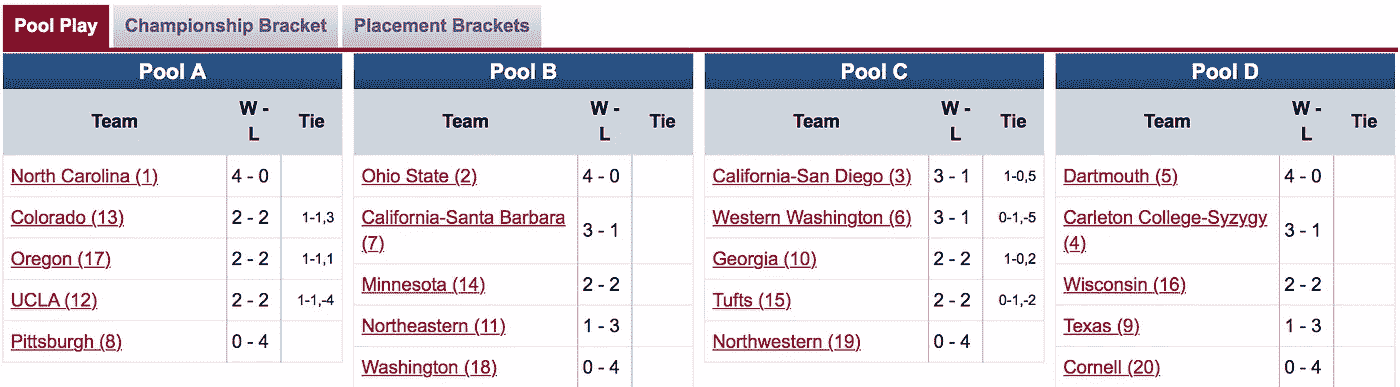 Pool Play Championship Bracket Placement Brackets
Pool A
Team W - L Tie
North Carolina (1) 4 - 0
Colorado (13) 2 - 2 1-1,3
Oregon (17) 2 - 2 1-1,1
UCLA (12) 2 - 2 1-1,-4
Pittsburgh (8) 0 - 4
Pool B
Team W - L Tie
Ohio State (2) 4 - 0
California-Santa Barbara
(7) 3 - 1
Minnesota (14) 2 - 2
Northeastern (11) 1 - 3
Washington (18) 0 - 4
Pool C
Team W - L Tie
California-San Diego (3) 3 - 1 1-0,5
Western Washington (6) 3 - 1 0-1,-5
Georgia (10) 2 - 2 1-0,2
Tufts (15) 2 - 2 0-1,-2
Northwestern (19) 0 - 4
Pool D
Team W - L Tie
Dartmouth (5) 4 - 0
Carleton College-Syzygy
(4) 3 - 1
Wisconsin (16) 2 - 2
Texas (9) 1 - 3
Cornell (20) 0 - 4